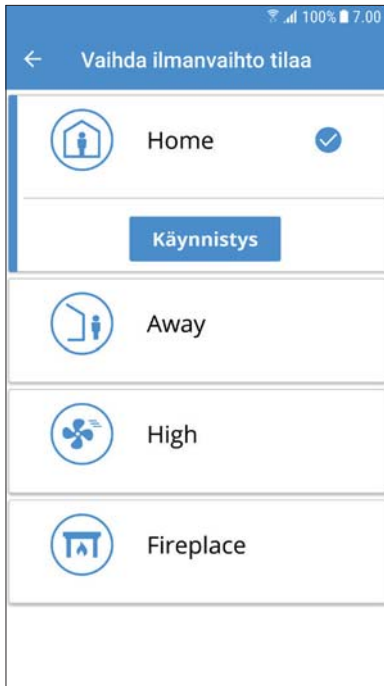 100% 7.00
Vaihda ilmanvaihto tilaa
Home
Käynnistys
Away
High
Fireplace